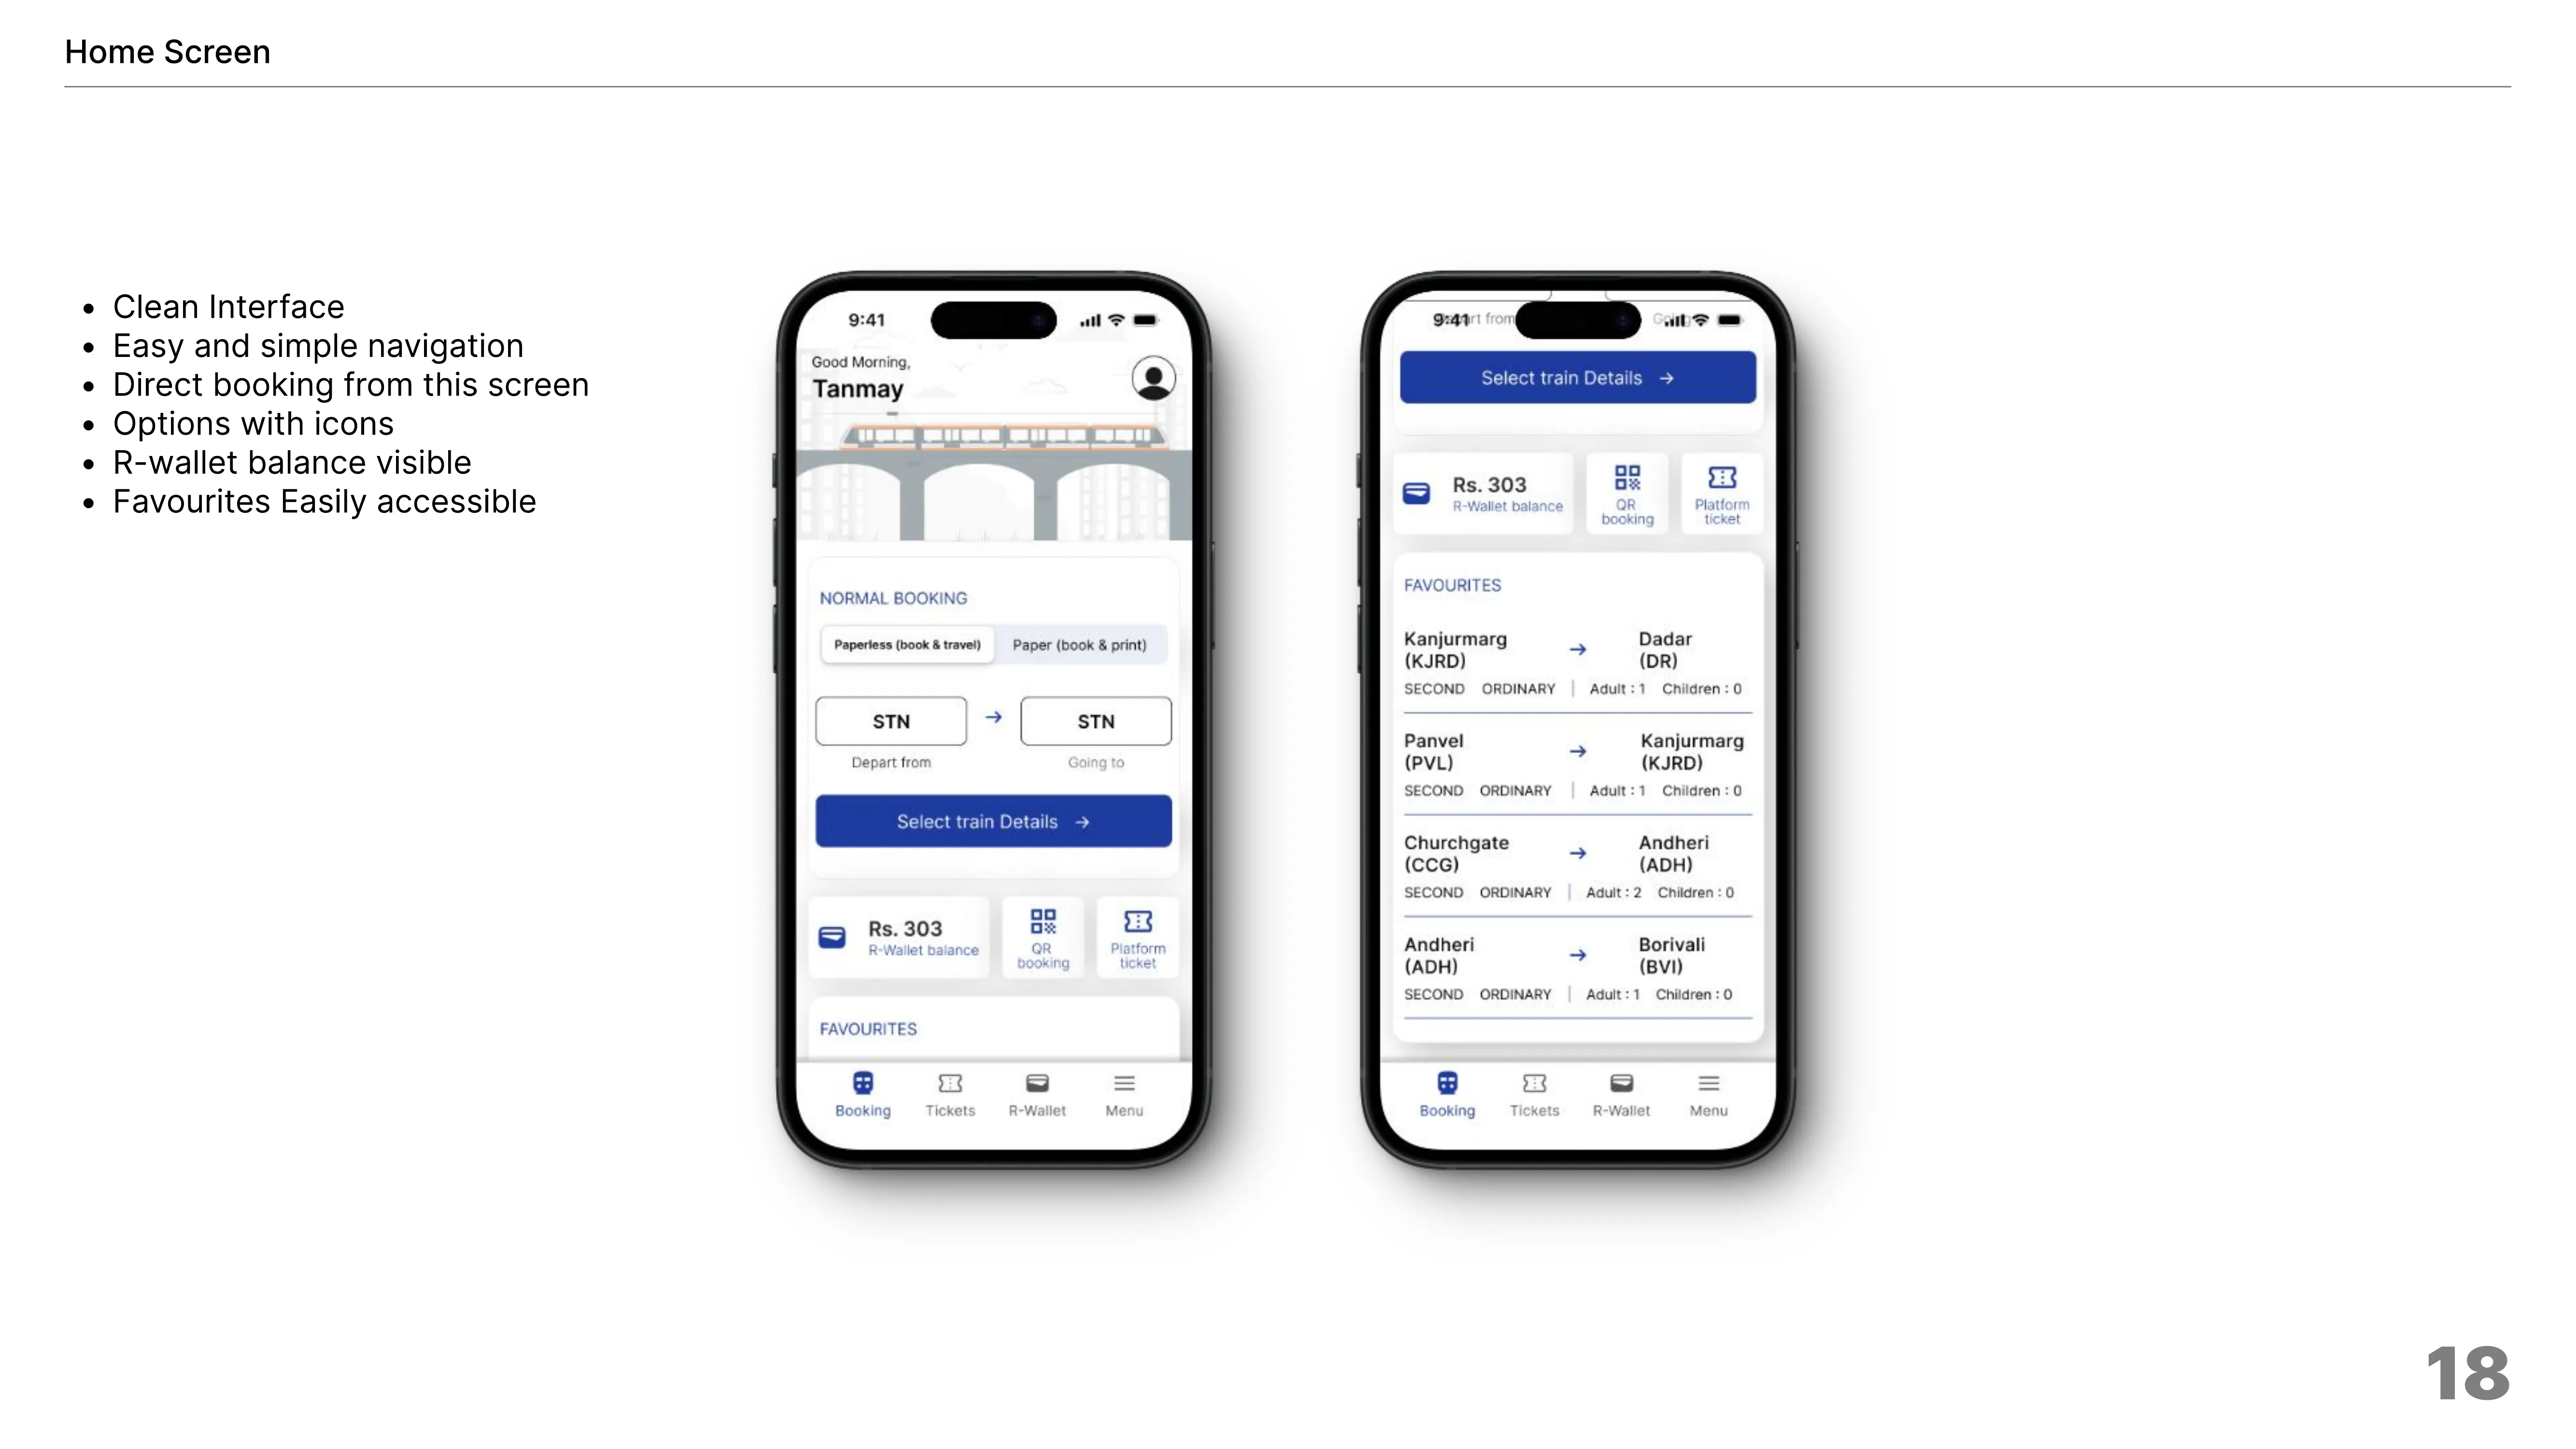 Home Screen
Clean Interface
Easy and simple navigation
Direct booking from this screen
Options with icons
R-wallet balance visible
Favourites Easily accessible
9:41
Good Morning,
Tanmay
NORMAL BOOKING
Paperless (book & travel) Paper (book & print)
STN STN
Depart from Going to
Select train Details
Rs. 303
R-Wallet balance
QR
booking
Platform
ticket
FAVOURITES
Booking Tickets R-Wallet Menu
9:41 from
Select train Details
Rs. 303
R-Wallet balance
QR
booking
Platform
ticket
FAVOURITES
Kanjurmarg Dadar
(KJRD) (DR)
SECOND ORDINARY | Adult : 1 Children : 0
Panvel Kanjurmarg
(PVL) (KJRD)
SECOND ORDINARY | Adult : 1 Children : 0
Churchgate Andheri
(CCG) (ADH)
SECOND ORDINARY | Adult : 2 Children : 0
Andheri Borivali
(ADH) (BVI)
SECOND ORDINARY | Adult : 1 Children : 0
Booking Tickets R-Wallet Menu
18